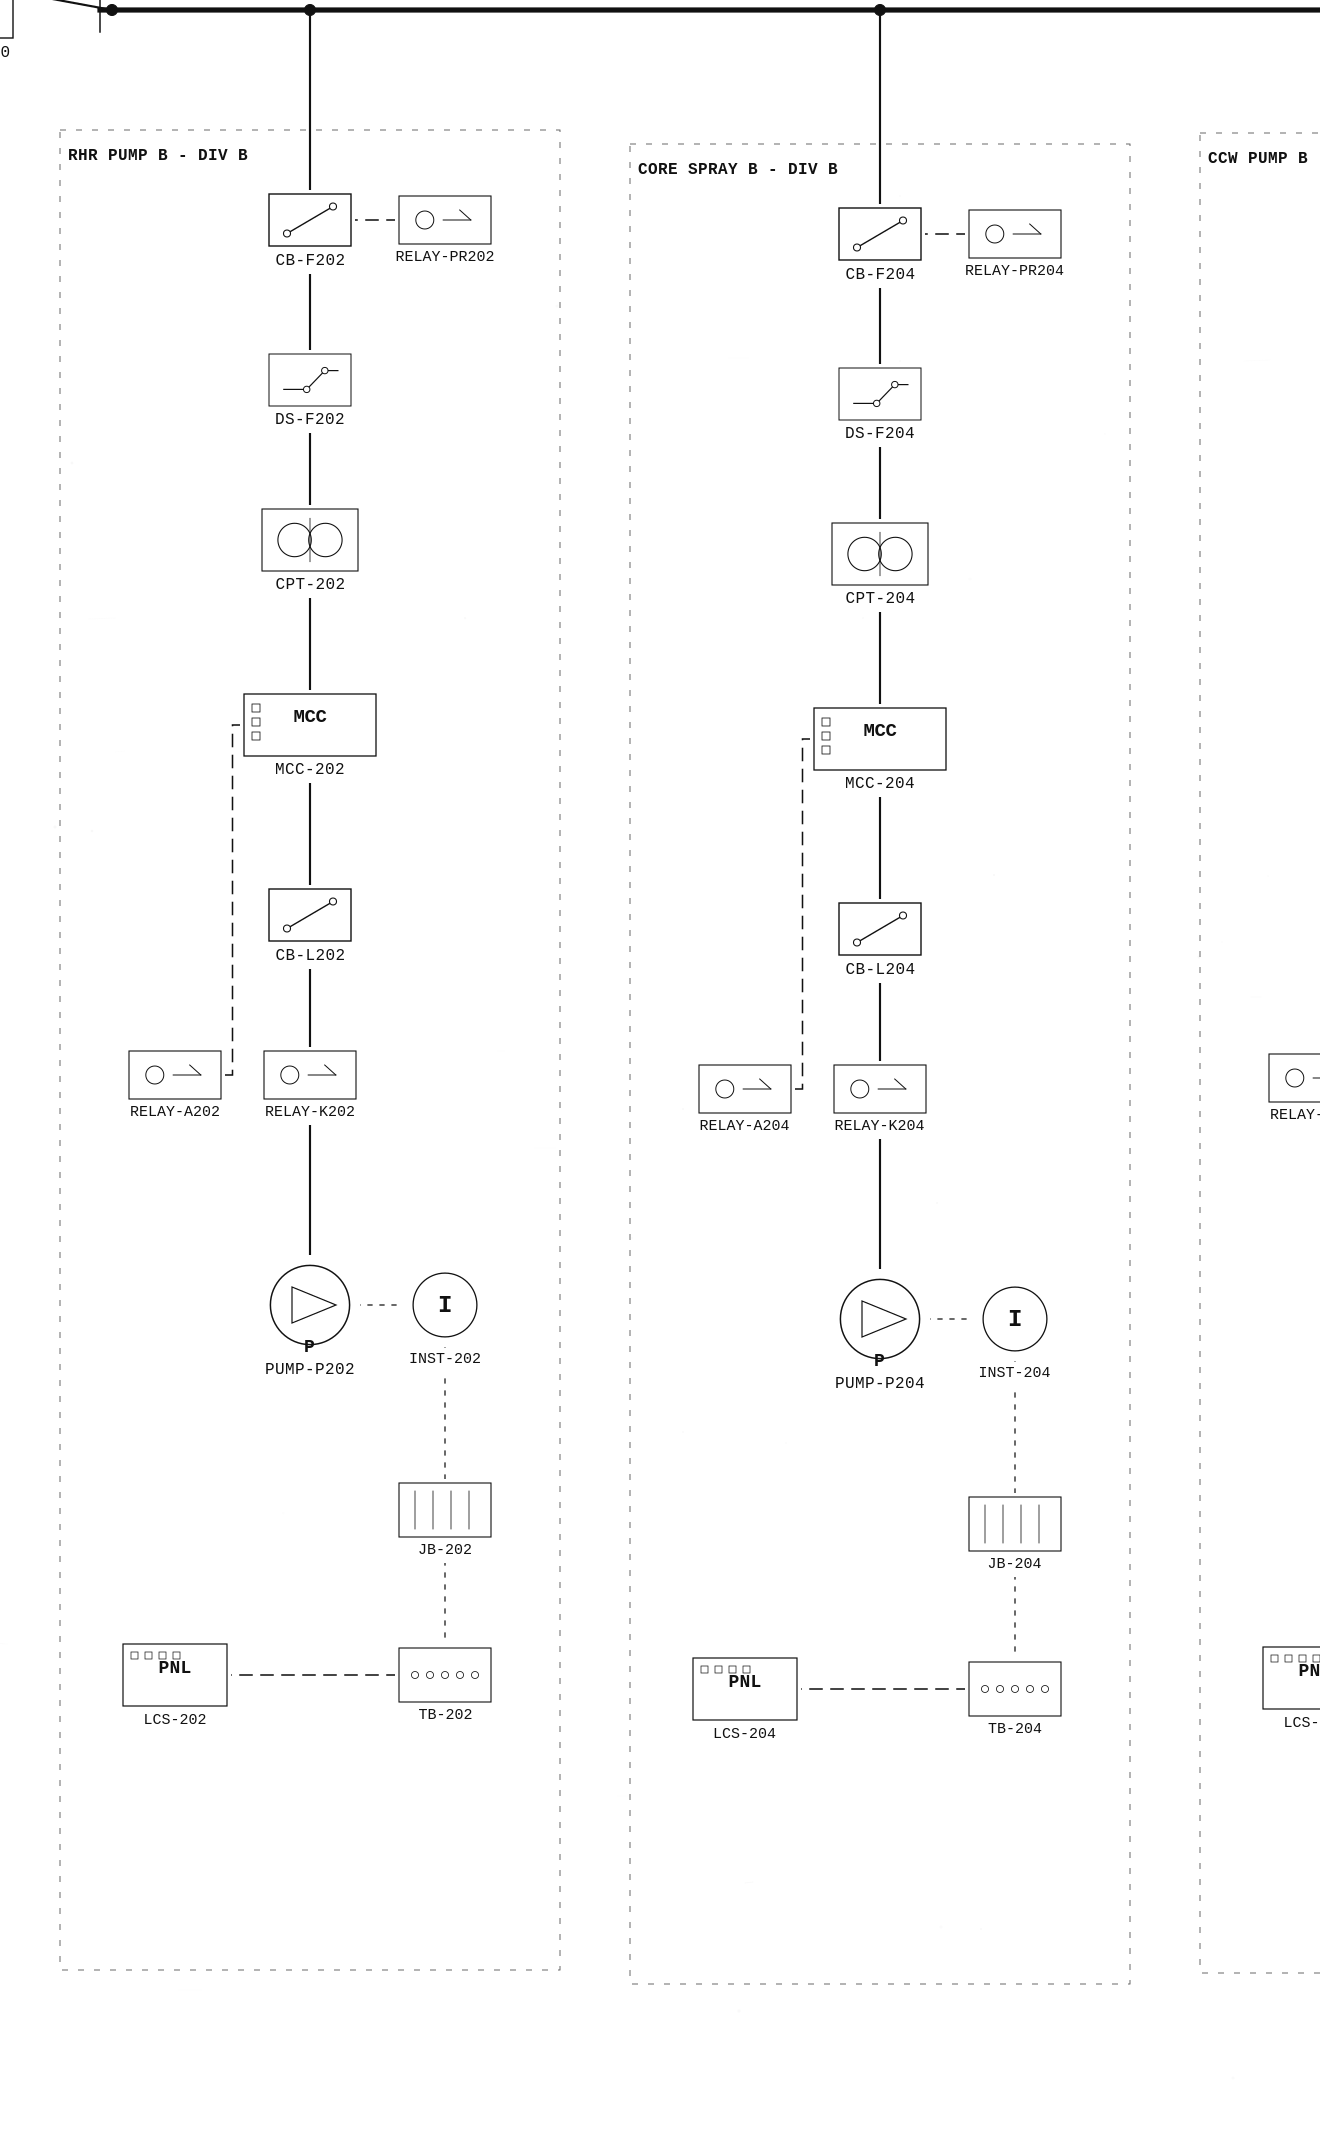 0
RHR PUMP B - DIV B
CB-F202
RELAY-PR202
DS-F202
CPT-202
MCC
MCC-202
CB-L202
RELAY-A202
RELAY-K202
P
PUMP-P202
I
INST-202
JB-202
PNL
LCS-202
TB-202
CORE SPRAY B - DIV B
CB-F204
RELAY-PR204
DS-F204
CPT-204
MCC
MCC-204
CB-L204
RELAY-A204
RELAY-K204
P
PUMP-P204
I
INST-204
JB-204
PNL
LCS-204
TB-204
CCW PUMP B
RELAY-
PN
LCS-